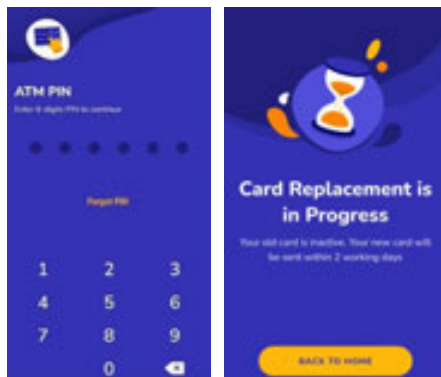 ATM PIN
Enter 6 digits PIN to continue
Forgot PIN
1 2 3
4 5 6
7 8 9
0
Card Replacement is
in Progress
Your old card is inactive. Your new card will
be sent within 2 working days
BACK TO HOME